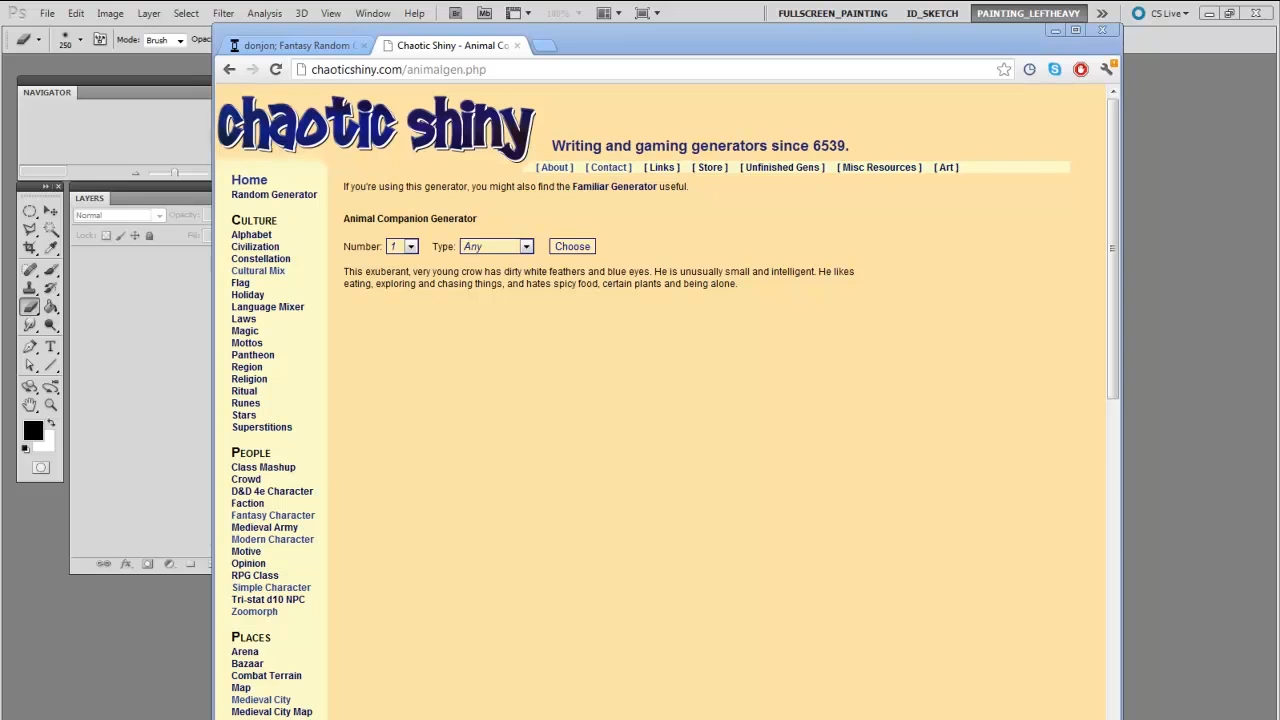 Ps File Edit Image Layer Select Filter Analysis 3D View Window Help Br Mb 100% FULLSCREEN_PAINTING ID_SKETCH PAINTING_LEFTHEAVY CS Live
250 Mode: Brush
donjon; Fantasy Random
Chaotic Shiny - Animal Co
chaoticshiny.com/animalgen.php
NAVIGATOR
LAYERS
Normal
Opacity:
Lock:
chaotic shiny
Writing and gaming generators since 6539.
[ About ] [ Contact ] [ Links ] [ Store ] [ Unfinished Gens ] [ Misc Resources ] [ Art ]
Home
Random Generator
CULTURE
Alphabet
Civilization
Constellation
Cultural Mix
Flag
Holiday
Language Mixer
Laws
Magic
Mottos
Pantheon
Region
Religion
Ritual
Runes
Stars
Superstitions
PEOPLE
Class Mashup
Crowd
D&D 4e Character
Faction
Fantasy Character
Medieval Army
Modern Character
Motive
Opinion
RPG Class
Simple Character
Tri-stat d10 NPC
Zoomorph
PLACES
Arena
Bazaar
Combat Terrain
Map
Medieval City
Medieval City Map
If you're using this generator, you might also find the Familiar Generator useful.
Animal Companion Generator
Number: 1 Type: Any Choose
This exuberant, very young crow has dirty white feathers and blue eyes. He is unusually small and intelligent. He likes
eating, exploring and chasing things, and hates spicy food, certain plants and being alone.